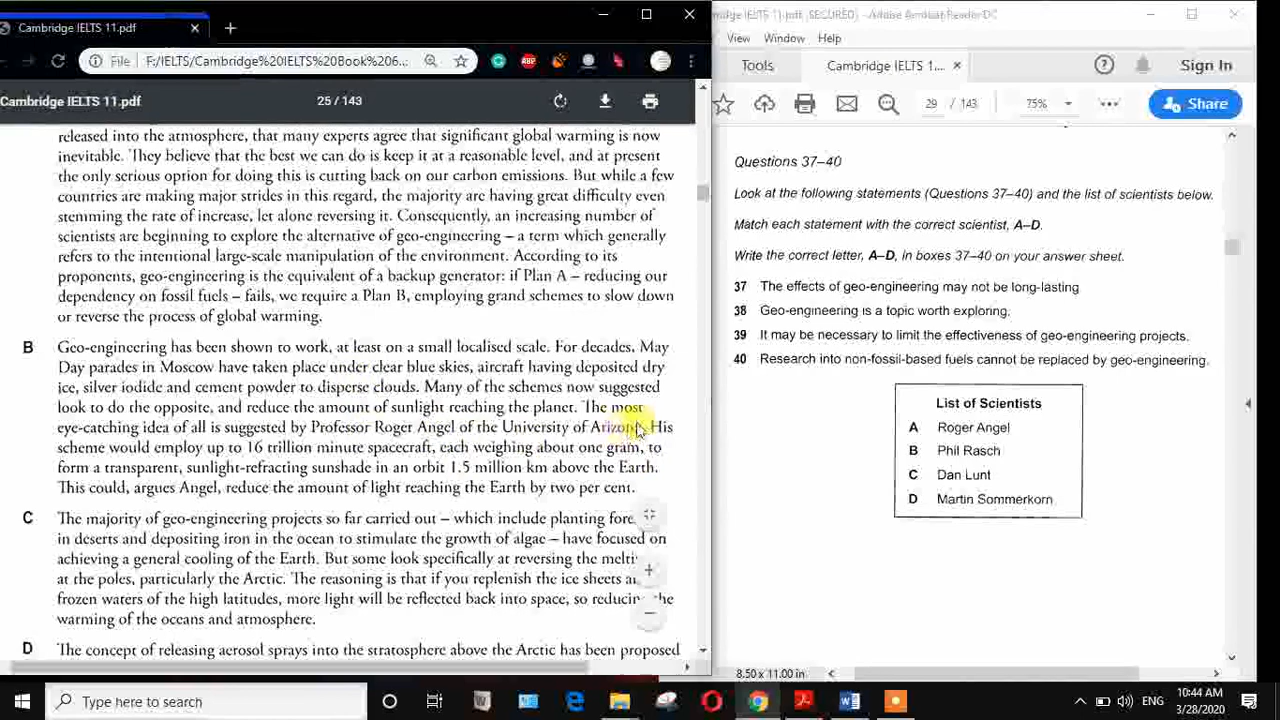 Cambridge IELTS 11.pdf
File
F:/IELTS/Cambridge%20IELTS%20Book%206...
ABP
Cambridge IELTS 11.pdf
25 / 143
released into the atmosphere, that many experts agree that significant global warming is now
inevitable. They believe that the best we can do is keep it at a reasonable level, and at present
the only serious option for doing this is cutting back on our carbon emissions. But while a few
countries are making major strides in this regard, the majority are having great difficulty even
stemming the rate of increase, let alone reversing it. Consequently, an increasing number of
scientists are beginning to explore the alternative of geo-engineering – a term which generally
refers to the intentional large-scale manipulation of the environment. According to its
proponents, geo-engineering is the equivalent of a backup generator: if Plan A – reducing our
dependency on fossil fuels – fails, we require a Plan B, employing grand schemes to slow down
or reverse the process of global warming.
B Geo-engineering has been shown to work, at least on a small localised scale. For decades, May
Day parades in Moscow have taken place under clear blue skies, aircraft having deposited dry
ice, silver iodide and cement powder to disperse clouds. Many of the schemes now suggested
look to do the opposite, and reduce the amount of sunlight reaching the planet. The most
eye-catching idea of all is suggested by Professor Roger Angel of the University of Arizona. His
scheme would employ up to 16 trillion minute spacecraft, each weighing about one gram, to
form a transparent, sunlight-refracting sunshade in an orbit 1.5 million km above the Earth.
This could, argues Angel, reduce the amount of light reaching the Earth by two per cent.
C The majority of geo-engineering projects so far carried out – which include planting fore
in deserts and depositing iron in the ocean to stimulate the growth of algae – have focused on
achieving a general cooling of the Earth. But some look specifically at reversing the melti
at the poles, particularly the Arctic. The reasoning is that if you replenish the ice sheets a
frozen waters of the high latitudes, more light will be reflected back into space, so reducing the
warming of the oceans and atmosphere.
D The concept of releasing aerosol sprays into the stratosphere above the Arctic has been proposed
ridge IELTS 11.pdf (SECURED) - Adobe Acrobat Reader DC
View Window Help
Tools
Cambridge IELTS 1...
Sign In
29 / 143
75%
Share
Questions 37–40
Look at the following statements (Questions 37–40) and the list of scientists below.
Match each statement with the correct scientist, A–D.
Write the correct letter, A–D, in boxes 37–40 on your answer sheet.
37 The effects of geo-engineering may not be long-lasting
38 Geo-engineering is a topic worth exploring.
39 It may be necessary to limit the effectiveness of geo-engineering projects.
40 Research into non-fossil-based fuels cannot be replaced by geo-engineering.
List of Scientists
A Roger Angel
B Phil Rasch
C Dan Lunt
D Martin Sommerkorn
8.50 x 11.00 in
Type here to search
ENG
10:44 AM
3/28/2020